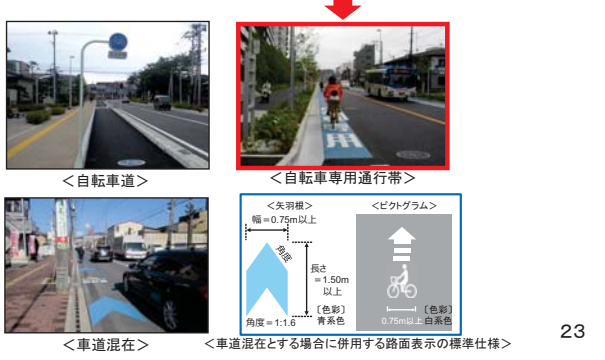 ＜自転車道＞
＜自転車専用通行帯＞
＜矢羽根＞
幅＝0.75m以上
角度
長さ
＝1.50m
以上
角度＝1:1.6
〔色彩〕
青系色
＜ピクトグラム＞
0.75m以上
〔色彩〕
白系色
＜車道混在＞
＜車道混在とする場合に併用する路面表示の標準仕様＞
23